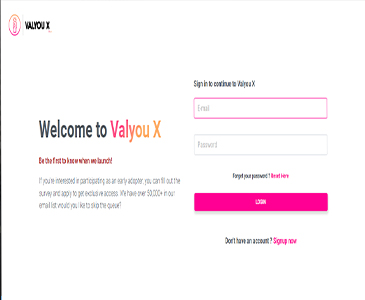 VALYOU X
Sign in to continue to Valyou X
E-mail
Welcome to Valyou X
Password
Be the first to know when we launch!
If you're interested in participating as an early adopter, you can fill out the
survey and apply to get exclusive access. We have over 50,000+ in our
email list would you like to skip the queue?
Forgot your password ? Reset here
LOGIN
Don't have an account ? Signup now!